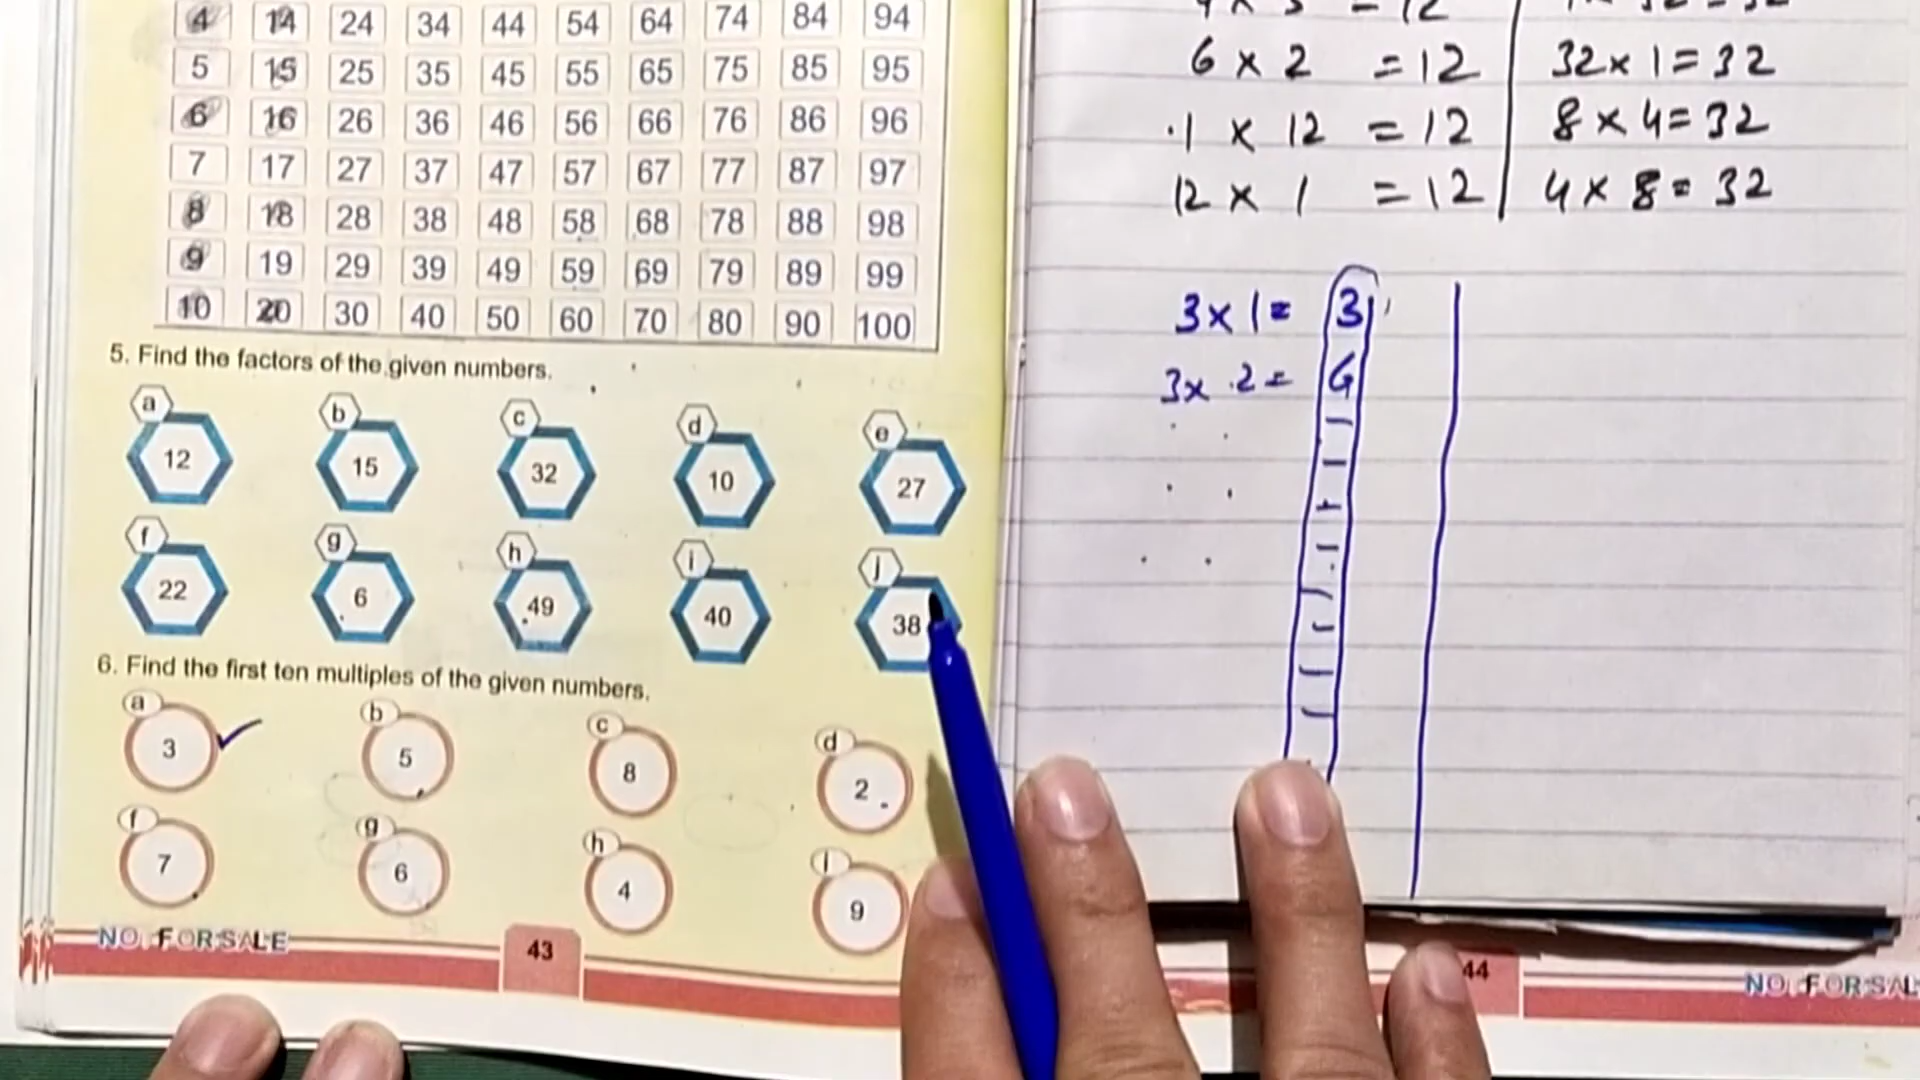 4 14 24 34 44 54 64 74 84 94
5 15 25 35 45 55 65 75 85 95
6 16 26 36 46 56 66 76 86 96
7 17 27 37 47 57 67 77 87 97
8 18 28 38 48 58 68 78 88 98
9 19 29 39 49 59 69 79 89 99
10 20 30 40 50 60 70 80 90 100
5. Find the factors of the given numbers.
a b c d e
12 15 32 10 27
f g h i j
22 6 49 40 38
6. Find the first ten multiples of the given numbers.
a b c d
3 5 8 2
f g h i
7 6 4 9
NOT FOR SALE
43
6 × 2 = 12
1 × 12 = 12
12 × 1 = 12
32 × 1 = 32
8 × 4 = 32
4 × 8 = 32
3 × 1 = 3
3 × 2 = 6
44
NOT FOR SAL